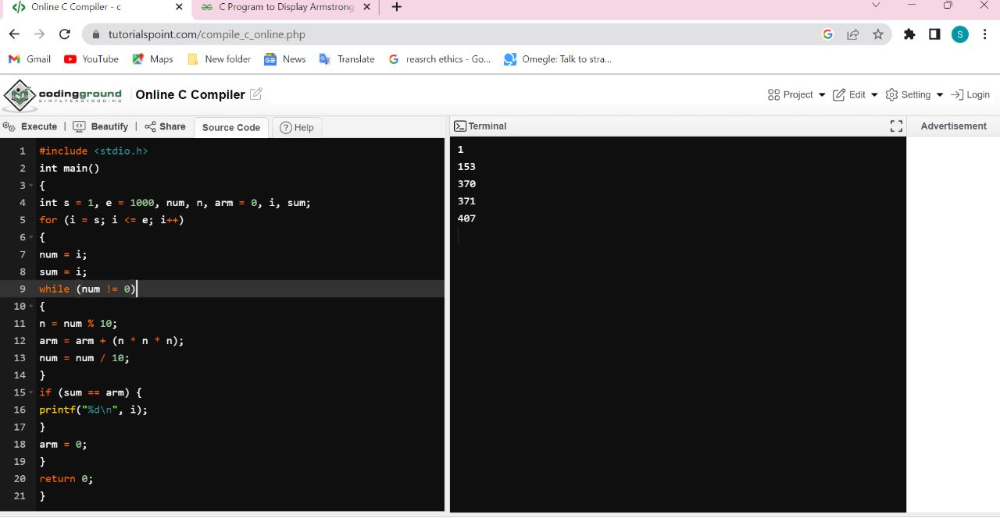 Online C Compiler - c
C Program to Display Armstrong
tutorialspoint.com/compile_c_online.php
S
Gmail YouTube Maps New folder News Translate reasrch ethics - Go... Omegle: Talk to stra...
codingground
SIMPLYEASYCODING
Online C Compiler
Project Edit Setting Login
Execute | Beautify | Share Source Code Help
Terminal
Advertisement
1 #include <stdio.h>
2 int main()
3 {
4 int s = 1, e = 1000, num, n, arm = 0, i, sum;
5 for (i = s; i <= e; i++)
6 {
7 num = i;
8 sum = i;
9 while (num != 0)
10 {
11 n = num % 10;
12 arm = arm + (n * n * n);
13 num = num / 10;
14 }
15 if (sum == arm) {
16 printf("%d\n", i);
17 }
18 arm = 0;
19 }
20 return 0;
21 }
1
153
370
371
407